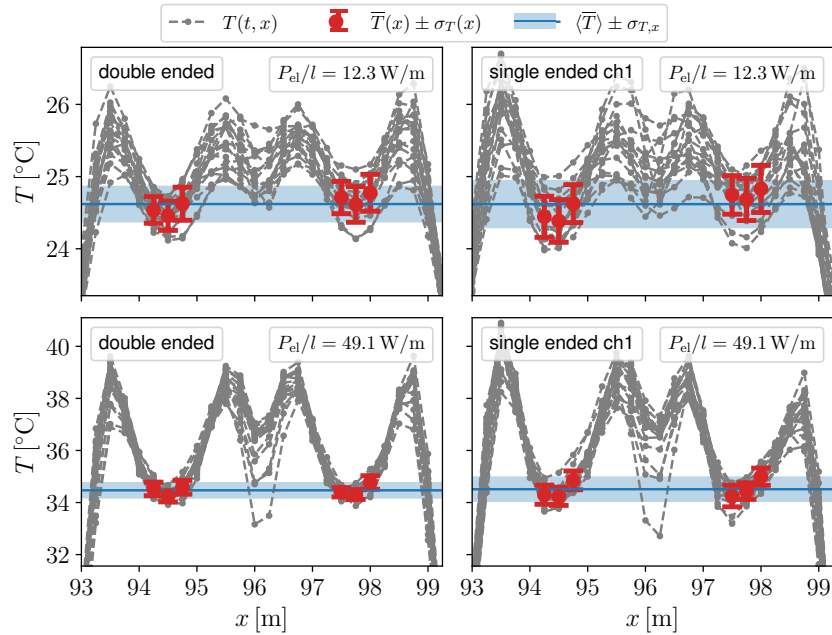 T(t, x) T̅(x) ± σ_T(x) ⟨T̅⟩ ± σ_{T,x}
double ended P_el/l = 12.3 W/m single ended ch1 P_el/l = 12.3 W/m
26
25
24
T [°C]
double ended P_el/l = 49.1 W/m single ended ch1 P_el/l = 49.1 W/m
40
38
36
34
32
T [°C]
93 94 95 96 97 98 99 93 94 95 96 97 98 99
x [m] x [m]